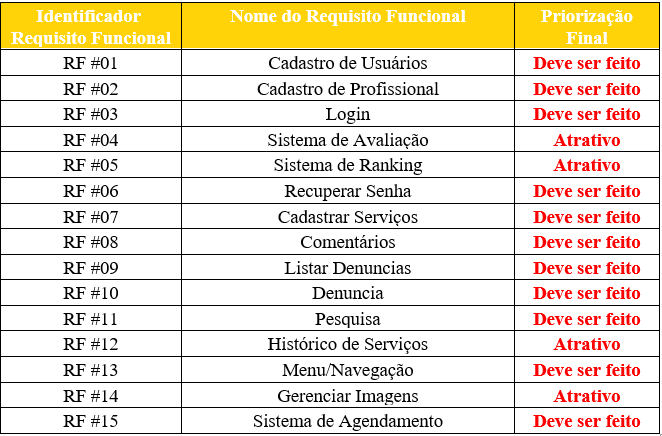 Identificador Nome do Requisito Funcional Priorização
Requisito Funcional Final
RF #01 Cadastro de Usuários Deve ser feito
RF #02 Cadastro de Profissional Deve ser feito
RF #03 Login Deve ser feito
RF #04 Sistema de Avaliação Atrativo
RF #05 Sistema de Ranking Atrativo
RF #06 Recuperar Senha Deve ser feito
RF #07 Cadastrar Serviços Deve ser feito
RF #08 Comentários Deve ser feito
RF #09 Listar Denuncias Deve ser feito
RF #10 Denuncia Deve ser feito
RF #11 Pesquisa Deve ser feito
RF #12 Histórico de Serviços Atrativo
RF #13 Menu/Navegação Deve ser feito
RF #14 Gerenciar Imagens Atrativo
RF #15 Sistema de Agendamento Deve ser feito